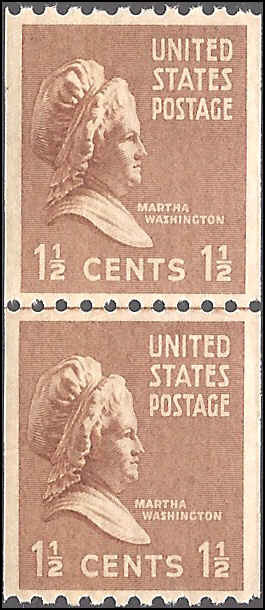 UNITED
STATES
POSTAGE
MARTHA
WASHINGTON
1½ CENTS 1½
UNITED
STATES
POSTAGE
MARTHA
WASHINGTON
1½ CENTS 1½